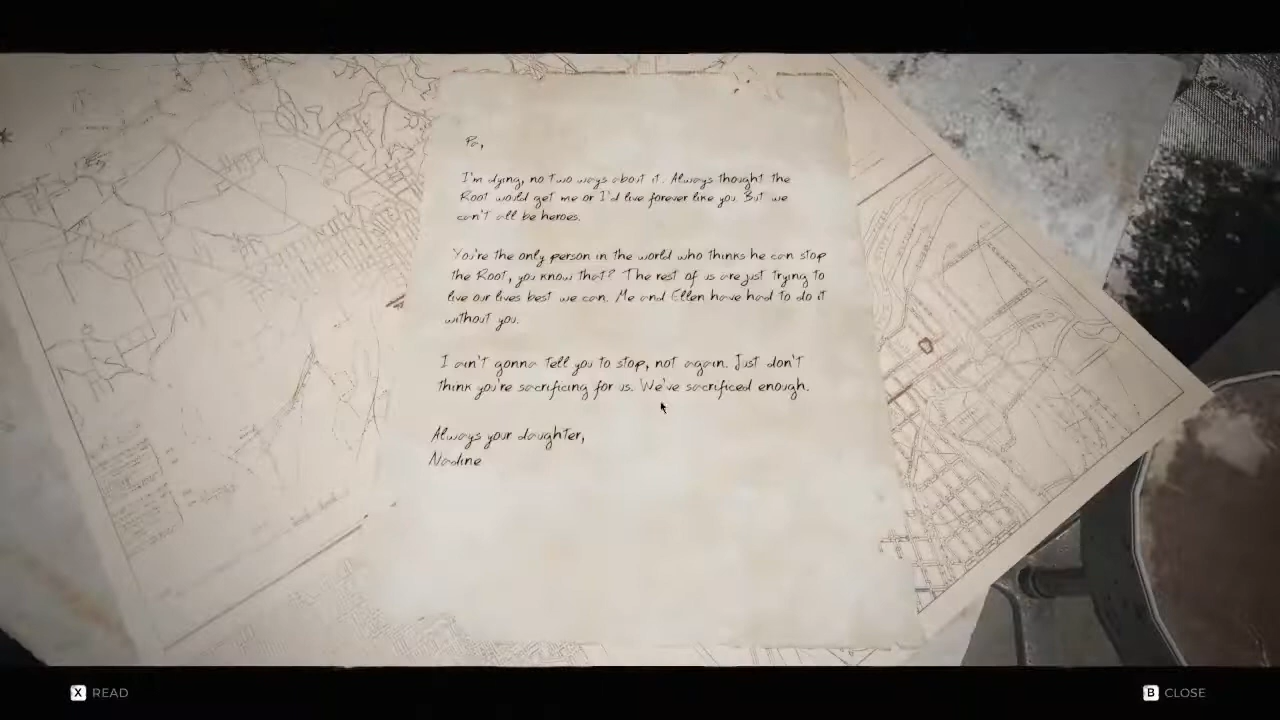 Pa,
I'm dying, no two ways about it. Always thought the
Root would get me or I'd live forever like you. But we
can't all be heroes.
You're the only person in the world who thinks he can stop
the Root, you know that? The rest of us are just trying to
live our lives best we can. Me and Ellen have had to do it
without you.
I ain't gonna tell you to stop, not again. Just don't
think you're sacrificing for us. We've sacrificed enough.
Always your daughter,
Nadine
X READ
B CLOSE